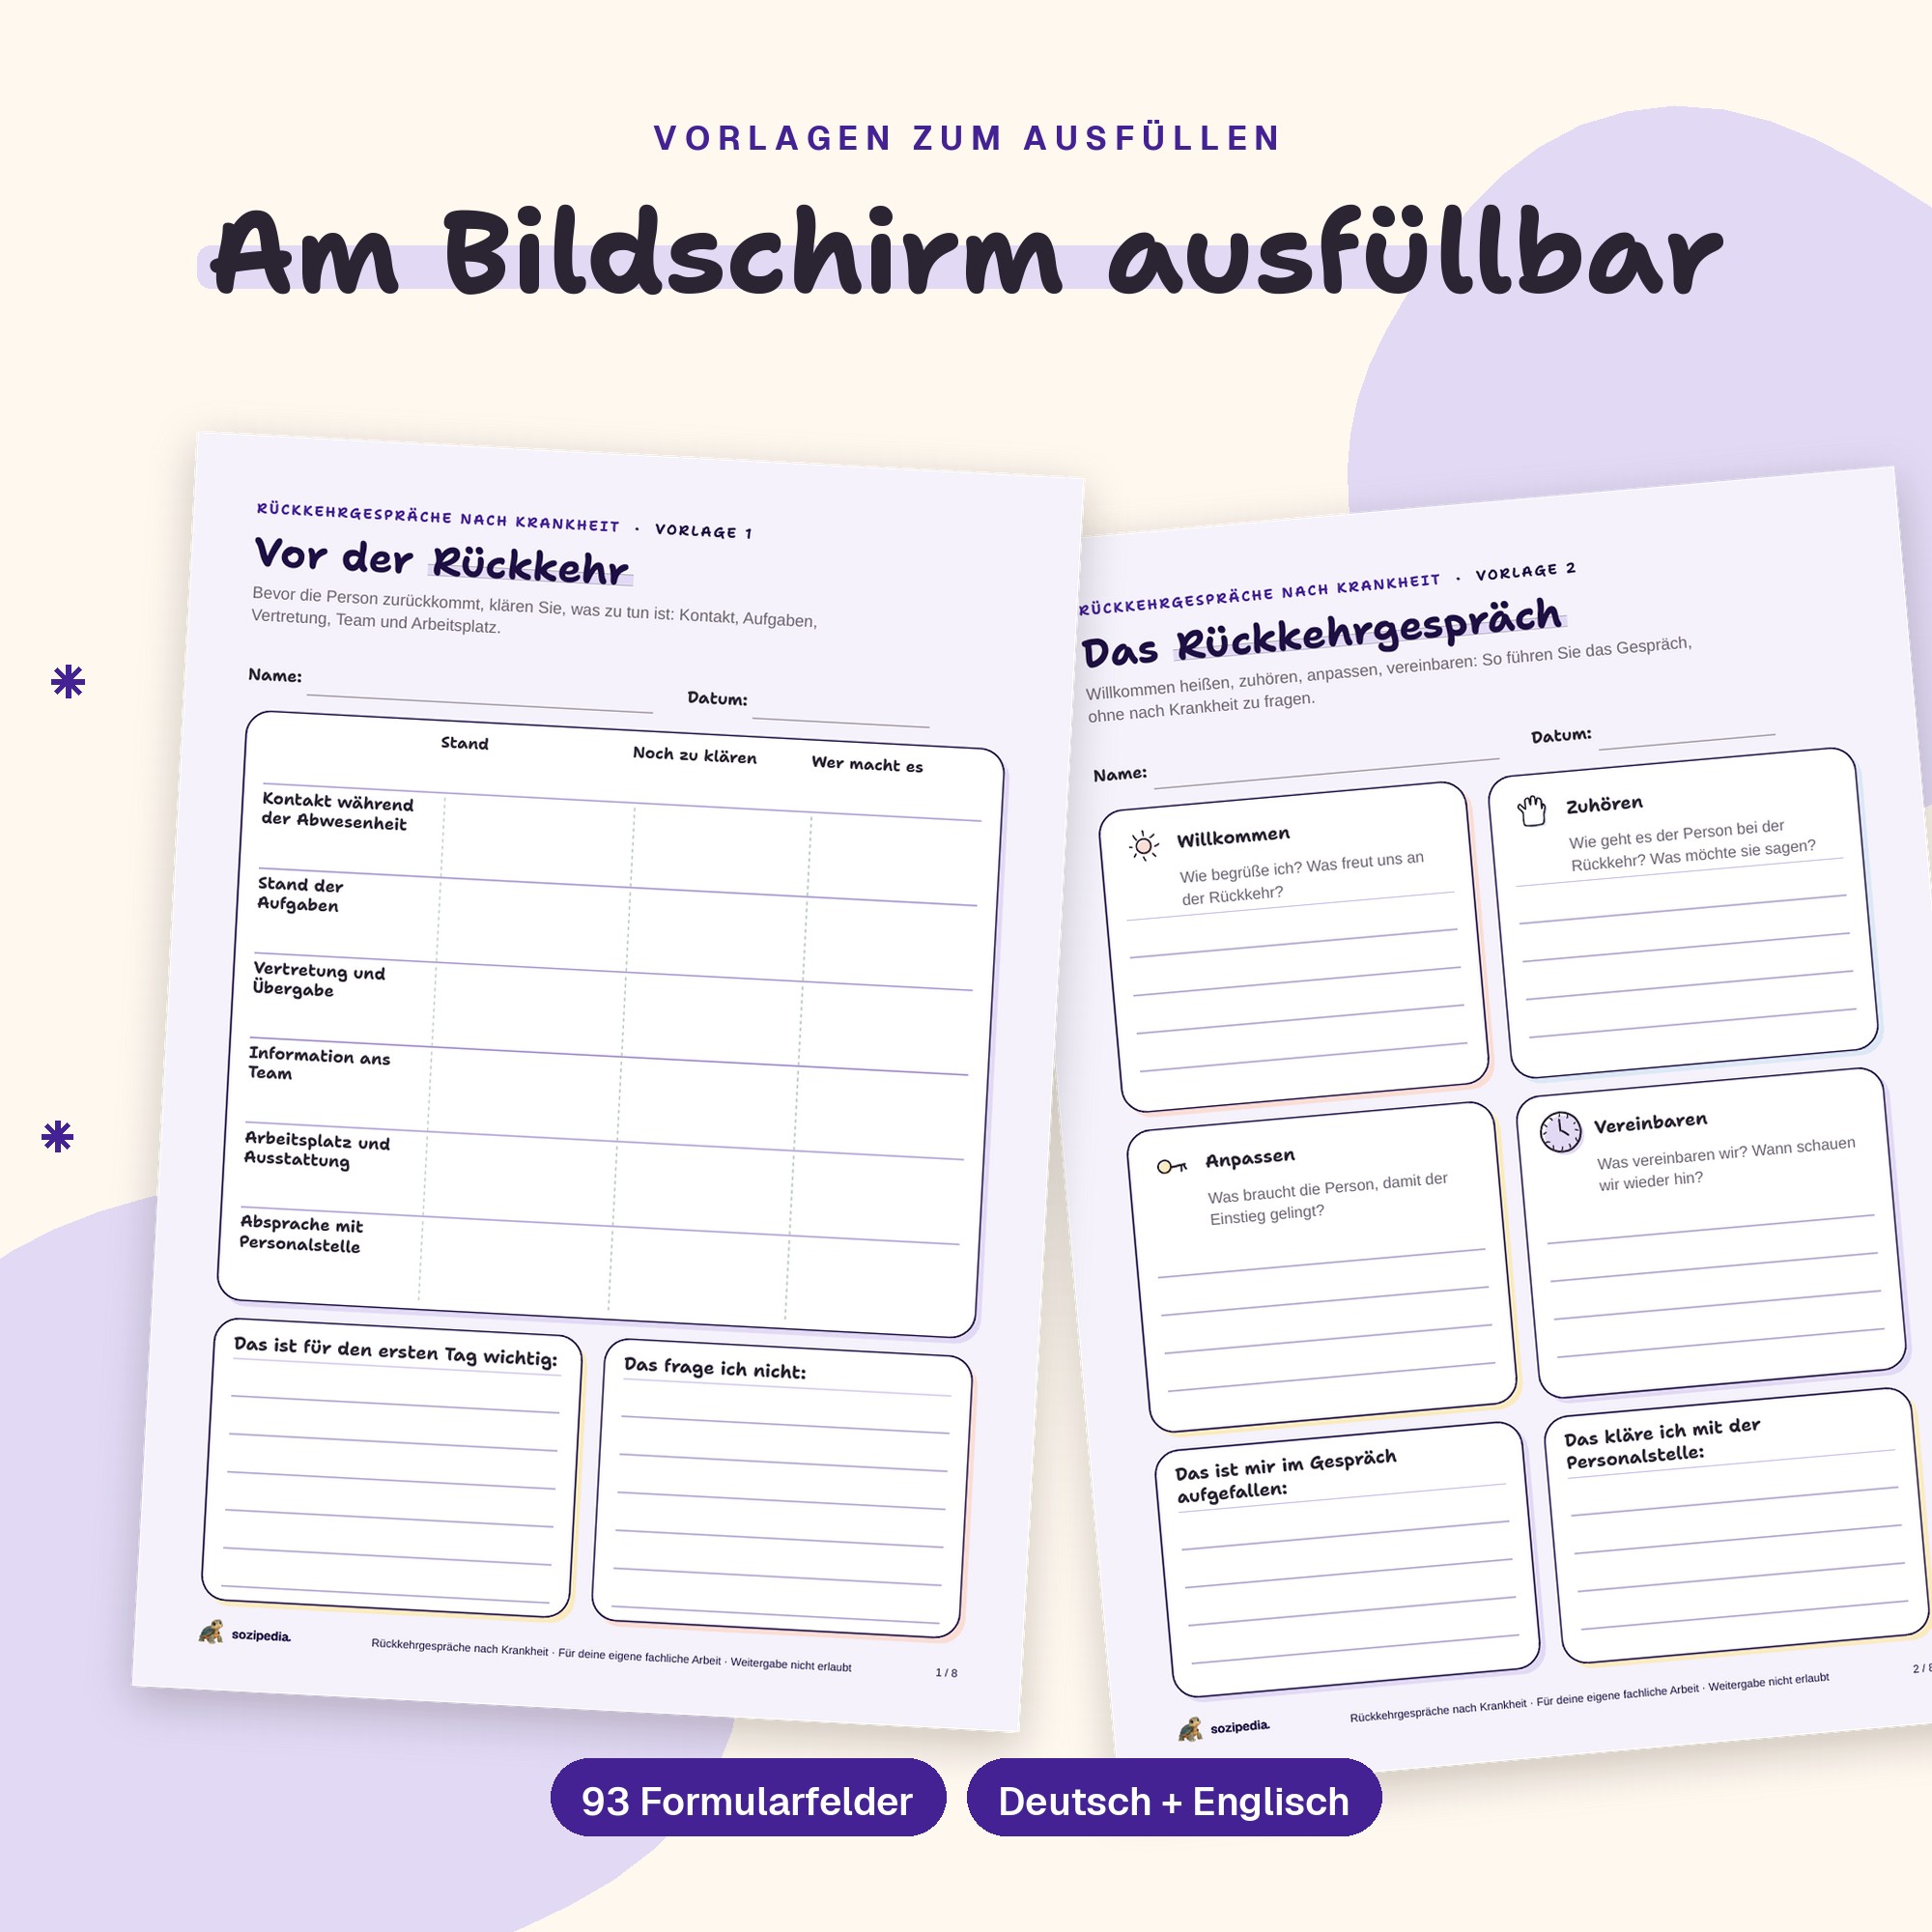 VORLAGEN ZUM AUSFÜLLEN
Am Bildschirm ausfüllbar
RÜCKKEHRGESPRÄCHE NACH KRANKHEIT · VORLAGE 1
Vor der Rückkehr
Bevor die Person zurückkommt, klären Sie, was zu tun ist: Kontakt, Aufgaben,
Vertretung, Team und Arbeitsplatz.
Name:
Datum:
Stand
Noch zu klären
Wer macht es
Kontakt während
der Abwesenheit
Stand der
Aufgaben
Vertretung und
Übergabe
Information ans
Team
Arbeitsplatz und
Ausstattung
Absprache mit
Personalstelle
Das ist für den ersten Tag wichtig:
Das frage ich nicht:
sozipedia.
Rückkehrgespräche nach Krankheit · Für deine eigene fachliche Arbeit · Weitergabe nicht erlaubt
1 / 8
RÜCKKEHRGESPRÄCHE NACH KRANKHEIT · VORLAGE 2
Das Rückkehrgespräch
Willkommen heißen, zuhören, anpassen, vereinbaren: So führen Sie das Gespräch,
ohne nach Krankheit zu fragen.
Name:
Datum:
Willkommen
Wie begrüße ich? Was freut uns an
der Rückkehr?
Zuhören
Wie geht es der Person bei der
Rückkehr? Was möchte sie sagen?
Anpassen
Was braucht die Person, damit der
Einstieg gelingt?
Vereinbaren
Was vereinbaren wir? Wann schauen
wir wieder hin?
Das ist mir im Gespräch
aufgefallen:
Das kläre ich mit der
Personalstelle:
sozipedia.
Rückkehrgespräche nach Krankheit · Für deine eigene fachliche Arbeit · Weitergabe nicht erlaubt
2 / 8
93 Formularfelder
Deutsch + Englisch